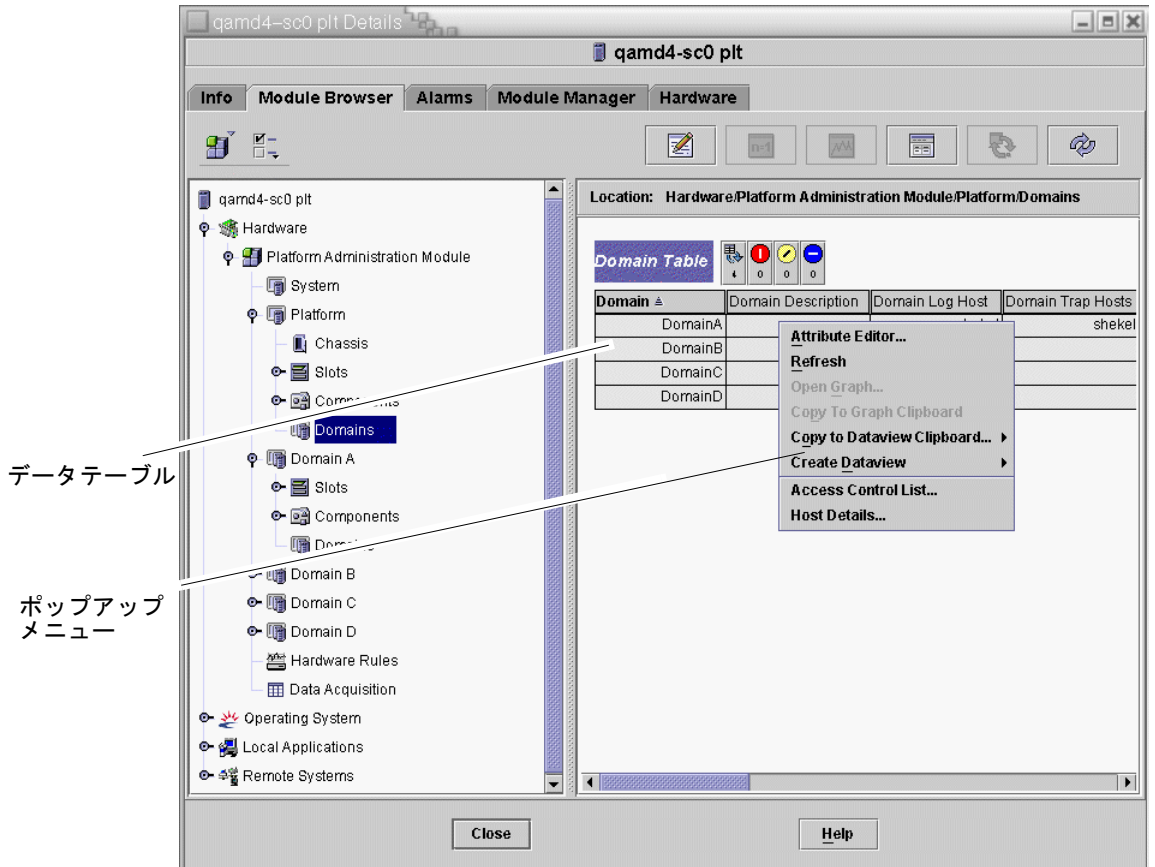 qamd4-sc0 plt Details
qamd4-sc0 plt
Info Module Browser Alarms Module Manager Hardware
n=1
qamd4-sc0 plt
Hardware
Platform Administration Module
System
Platform
Chassis
Slots
Components
Domains
Domain A
Slots
Components
Domain B
Domain C
Domain D
Hardware Rules
Data Acquisition
Operating System
Local Applications
Remote Systems
Location: Hardware/Platform Administration Module/Platform/Domains
Domain Table
4 0 0 0
Domain Domain Description Domain Log Host Domain Trap Hosts
DomainA shekel
DomainB
DomainC
DomainD
Attribute Editor...
Refresh
Open Graph...
Copy To Graph Clipboard
Copy to Dataview Clipboard...
Create Dataview
Access Control List...
Host Details...
データテーブル
ポップアップ
メニュー
Close Help